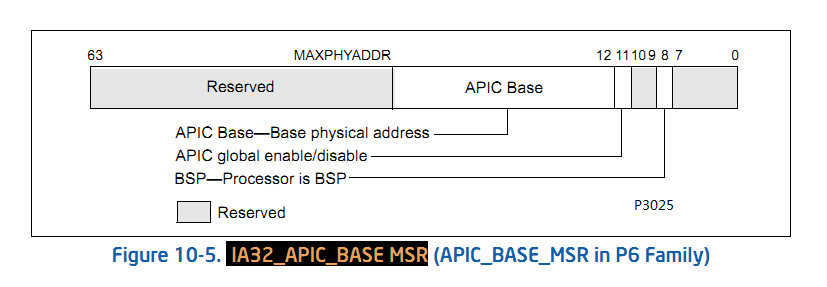 63 MAXPHYADDR 12 11 10 9 8 7 0
Reserved APIC Base
APIC Base—Base physical address
APIC global enable/disable
BSP—Processor is BSP
P3025
Reserved
Figure 10-5. IA32_APIC_BASE MSR (APIC_BASE_MSR in P6 Family)